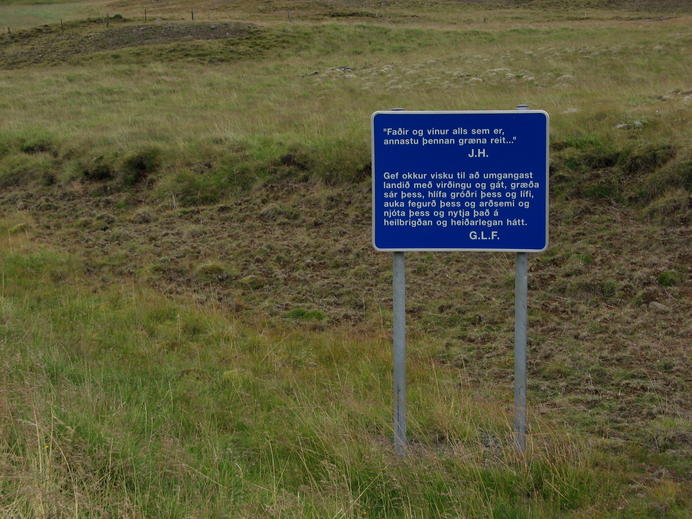 "Faðir og vinur alls sem er,
annastu þennan græna reit..."
J.H.
Gef okkur visku til að umgangast
landið með virðingu og gát, græða
sár þess, hlífa gróðri þess og lífi,
auka fegurð þess og arðsemi og
njóta þess og nytja það á
heilbrigðan og heiðarlegan hátt.
G.L.F.